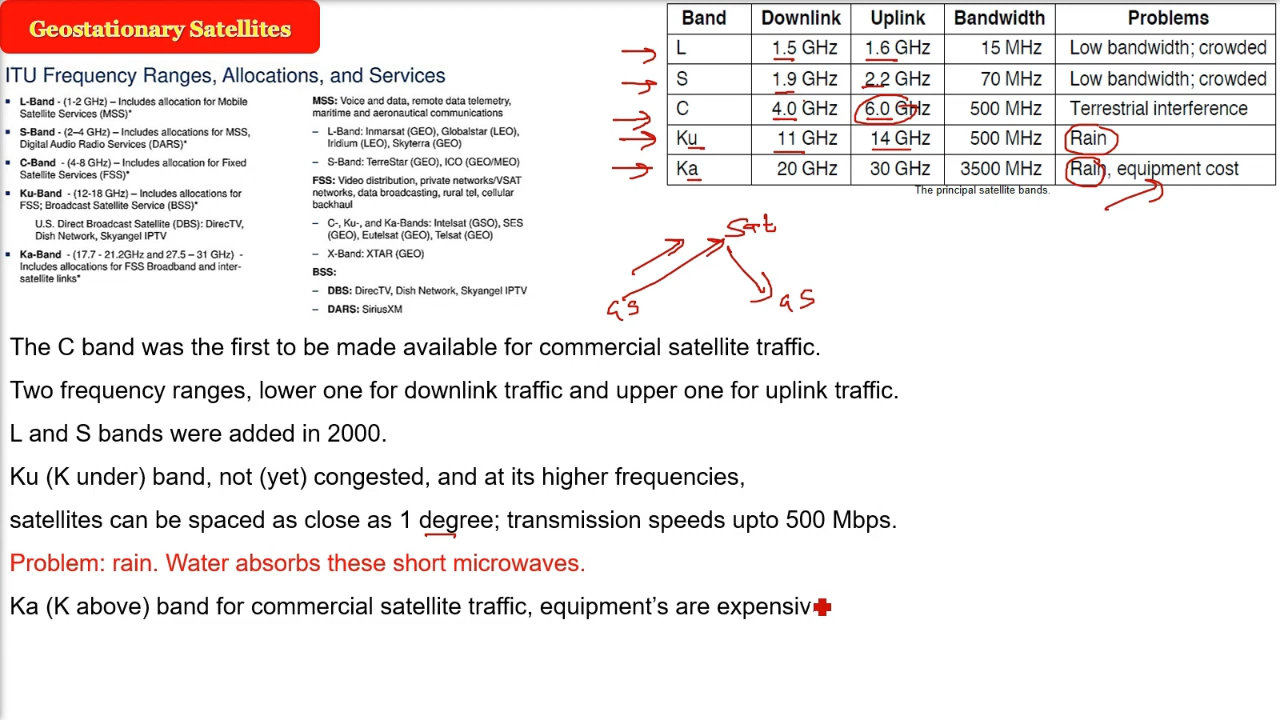 Geostationary Satellites
ITU Frequency Ranges, Allocations, and Services
L-Band - (1-2 GHz) – Includes allocation for Mobile
Satellite Services (MSS)*
S-Band - (2–4 GHz) – Includes allocations for MSS,
Digital Audio Radio Services (DARS)*
C-Band - (4-8 GHz) – Includes allocation for Fixed
Satellite Services (FSS)*
Ku-Band - (12-18 GHz) – Includes allocations for
FSS; Broadcast Satellite Service (BSS)*
U.S. Direct Broadcast Satellite (DBS): DirecTV,
Dish Network, Skyangel IPTV
Ka-Band - (17.7 - 21.2GHz and 27.5 – 31 GHz) -
Includes allocations for FSS Broadband and inter-
satellite links*
MSS: Voice and data, remote data telemetry,
maritime and aeronautical communications
– L-Band: Inmarsat (GEO), Globalstar (LEO),
Iridium (LEO), Skyterra (GEO)
– S-Band: TerreStar (GEO), ICO (GEO/MEO)
FSS: Video distribution, private networks/VSAT
networks, data broadcasting, rural tel, cellular
backhaul
– C-, Ku-, and Ka-Bands: Intelsat (GSO), SES
(GEO), Eutelsat (GEO), Telsat (GEO)
– X-Band: XTAR (GEO)
BSS:
– DBS: DirecTV, Dish Network, Skyangel IPTV
– DARS: SiriusXM
Band Downlink Uplink Bandwidth Problems
L 1.5 GHz 1.6 GHz 15 MHz Low bandwidth; crowded
S 1.9 GHz 2.2 GHz 70 MHz Low bandwidth; crowded
C 4.0 GHz 6.0 GHz 500 MHz Terrestrial interference
Ku 11 GHz 14 GHz 500 MHz Rain
Ka 20 GHz 30 GHz 3500 MHz Rain, equipment cost
The principal satellite bands.
Sat
GS
GS
The C band was the first to be made available for commercial satellite traffic.
Two frequency ranges, lower one for downlink traffic and upper one for uplink traffic.
L and S bands were added in 2000.
Ku (K under) band, not (yet) congested, and at its higher frequencies,
satellites can be spaced as close as 1 degree; transmission speeds upto 500 Mbps.
Problem: rain. Water absorbs these short microwaves.
Ka (K above) band for commercial satellite traffic, equipment’s are expensiv